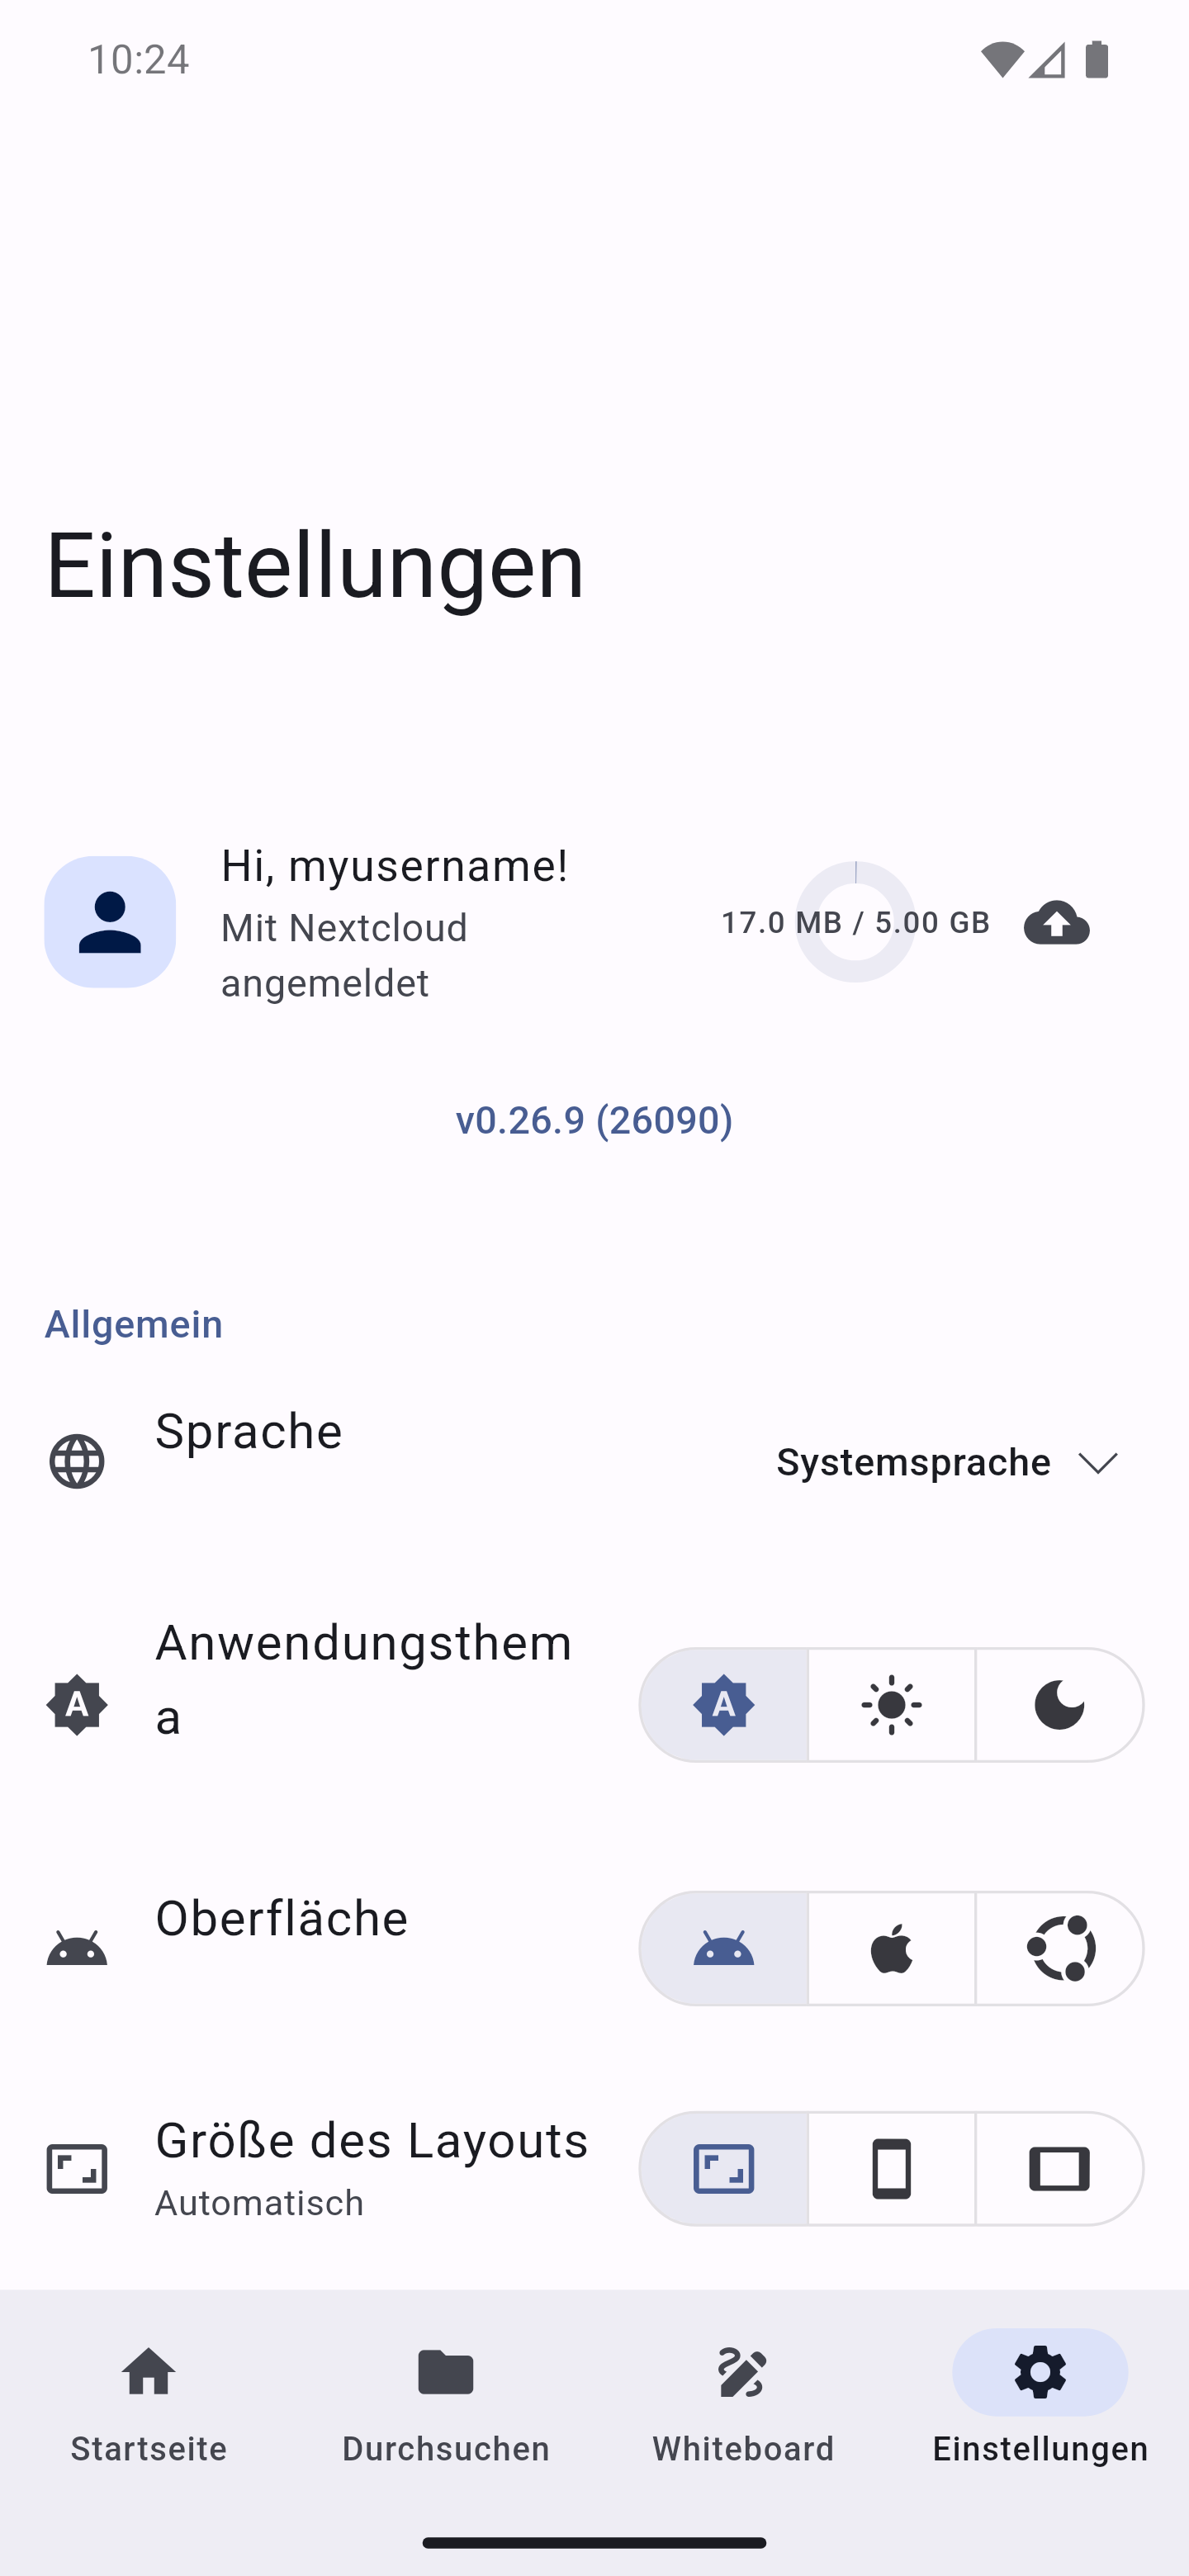 10:24
Einstellungen
Hi, myusername!
Mit Nextcloud
angemeldet
17.0 MB / 5.00 GB
v0.26.9 (26090)
Allgemein
Sprache
Systemsprache
Anwendungsthem
a
A
A
Oberfläche
Größe des Layouts
Automatisch
Startseite
Durchsuchen
Whiteboard
Einstellungen